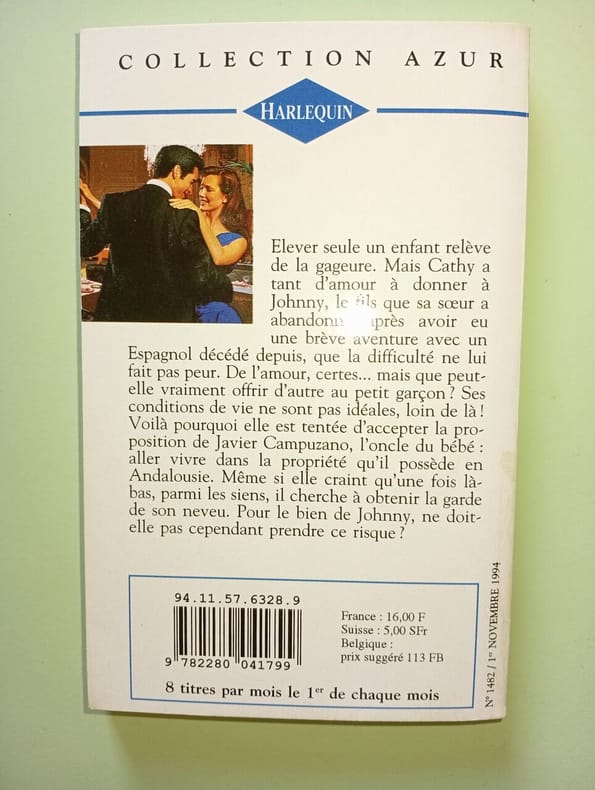 COLLECTION AZUR
HARLEQUIN
Elever seule un enfant relève
de la gageure. Mais Cathy a
tant d'amour à donner à
Johnny, le fils que sa sœur a
abandonné après avoir eu
une brève aventure avec un
Espagnol décédé depuis, que la difficulté ne lui
fait pas peur. De l'amour, certes... mais que peut-
elle vraiment offrir d'autre au petit garçon ? Ses
conditions de vie ne sont pas idéales, loin de là !
Voilà pourquoi elle est tentée d'accepter la pro-
position de Javier Campuzano, l'oncle du bébé :
aller vivre dans la propriété qu'il possède en
Andalousie. Même si elle craint qu'une fois là-
bas, parmi les siens, il cherche à obtenir la garde
de son neveu. Pour le bien de Johnny, ne doit-
elle pas cependant prendre ce risque ?
94.11.57.6328.9
9 782280 041799
France : 16,00 F
Suisse : 5,00 SFr
Belgique :
prix suggéré 113 FB
8 titres par mois le 1er de chaque mois
N° 1482 / 1er NOVEMBRE 1994